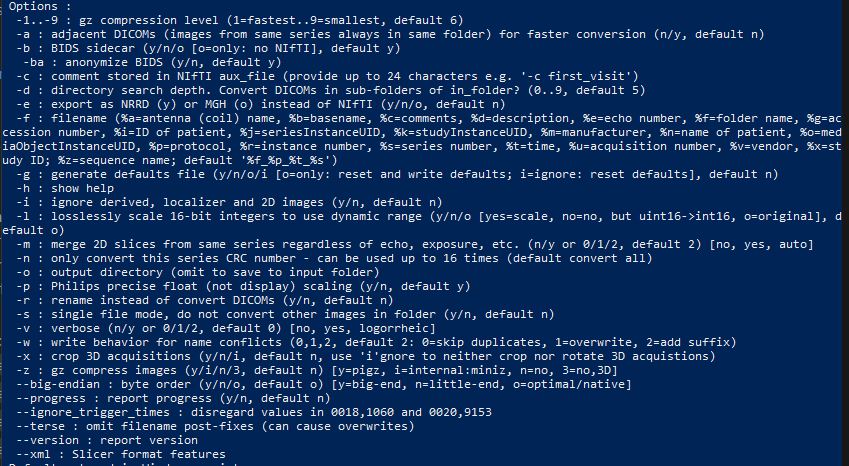 Options :
-1..-9 : gz compression level (1=fastest..9=smallest, default 6)
-a : adjacent DICOMs (images from same series always in same folder) for faster conversion (n/y, default n)
-b : BIDS sidecar (y/n/o [o=only: no NIfTI], default y)
-ba : anonymize BIDS (y/n, default y)
-c : comment stored in NIfTI aux_file (provide up to 24 characters e.g. '-c first_visit')
-d : directory search depth. Convert DICOMs in sub-folders of in_folder? (0..9, default 5)
-e : export as NRRD (y) or MGH (o) instead of NIfTI (y/n/o, default n)
-f : filename (%a=antenna (coil) name, %b=basename, %c=comments, %d=description, %e=echo number, %f=folder name, %g=ac
cession number, %i=ID of patient, %j=seriesInstanceUID, %k=studyInstanceUID, %m=manufacturer, %n=name of patient, %o=med
iaObjectInstanceUID, %p=protocol, %r=instance number, %s=series number, %t=time, %u=acquisition number, %v=vendor, %x=st
udy ID; %z=sequence name; default '%f_%p_%t_%s')
-g : generate defaults file (y/n/o/i [o=only: reset and write defaults; i=ignore: reset defaults], default n)
-h : show help
-i : ignore derived, localizer and 2D images (y/n, default n)
-l : losslessly scale 16-bit integers to use dynamic range (y/n/o [yes=scale, no=no, but uint16->int16, o=original], d
efault o)
-m : merge 2D slices from same series regardless of echo, exposure, etc. (n/y or 0/1/2, default 2) [no, yes, auto]
-n : only convert this series CRC number - can be used up to 16 times (default convert all)
-o : output directory (omit to save to input folder)
-p : Philips precise float (not display) scaling (y/n, default y)
-r : rename instead of convert DICOMs (y/n, default n)
-s : single file mode, do not convert other images in folder (y/n, default n)
-v : verbose (n/y or 0/1/2, default 0) [no, yes, logorrheic]
-w : write behavior for name conflicts (0,1,2, default 2: 0=skip duplicates, 1=overwrite, 2=add suffix)
-x : crop 3D acquisitions (y/n/i, default n, use 'i'gnore to neither crop nor rotate 3D acquistions)
-z : gz compress images (y/i/n/3, default n) [y=pigz, i=internal:miniz, n=no, 3=no,3D]
--big-endian : byte order (y/n/o, default o) [y=big-end, n=little-end, o=optimal/native]
--progress : report progress (y/n, default n)
--ignore_trigger_times : disregard values in 0018,1060 and 0020,9153
--terse : omit filename post-fixes (can cause overwrites)
--version : report version
--xml : Slicer format features